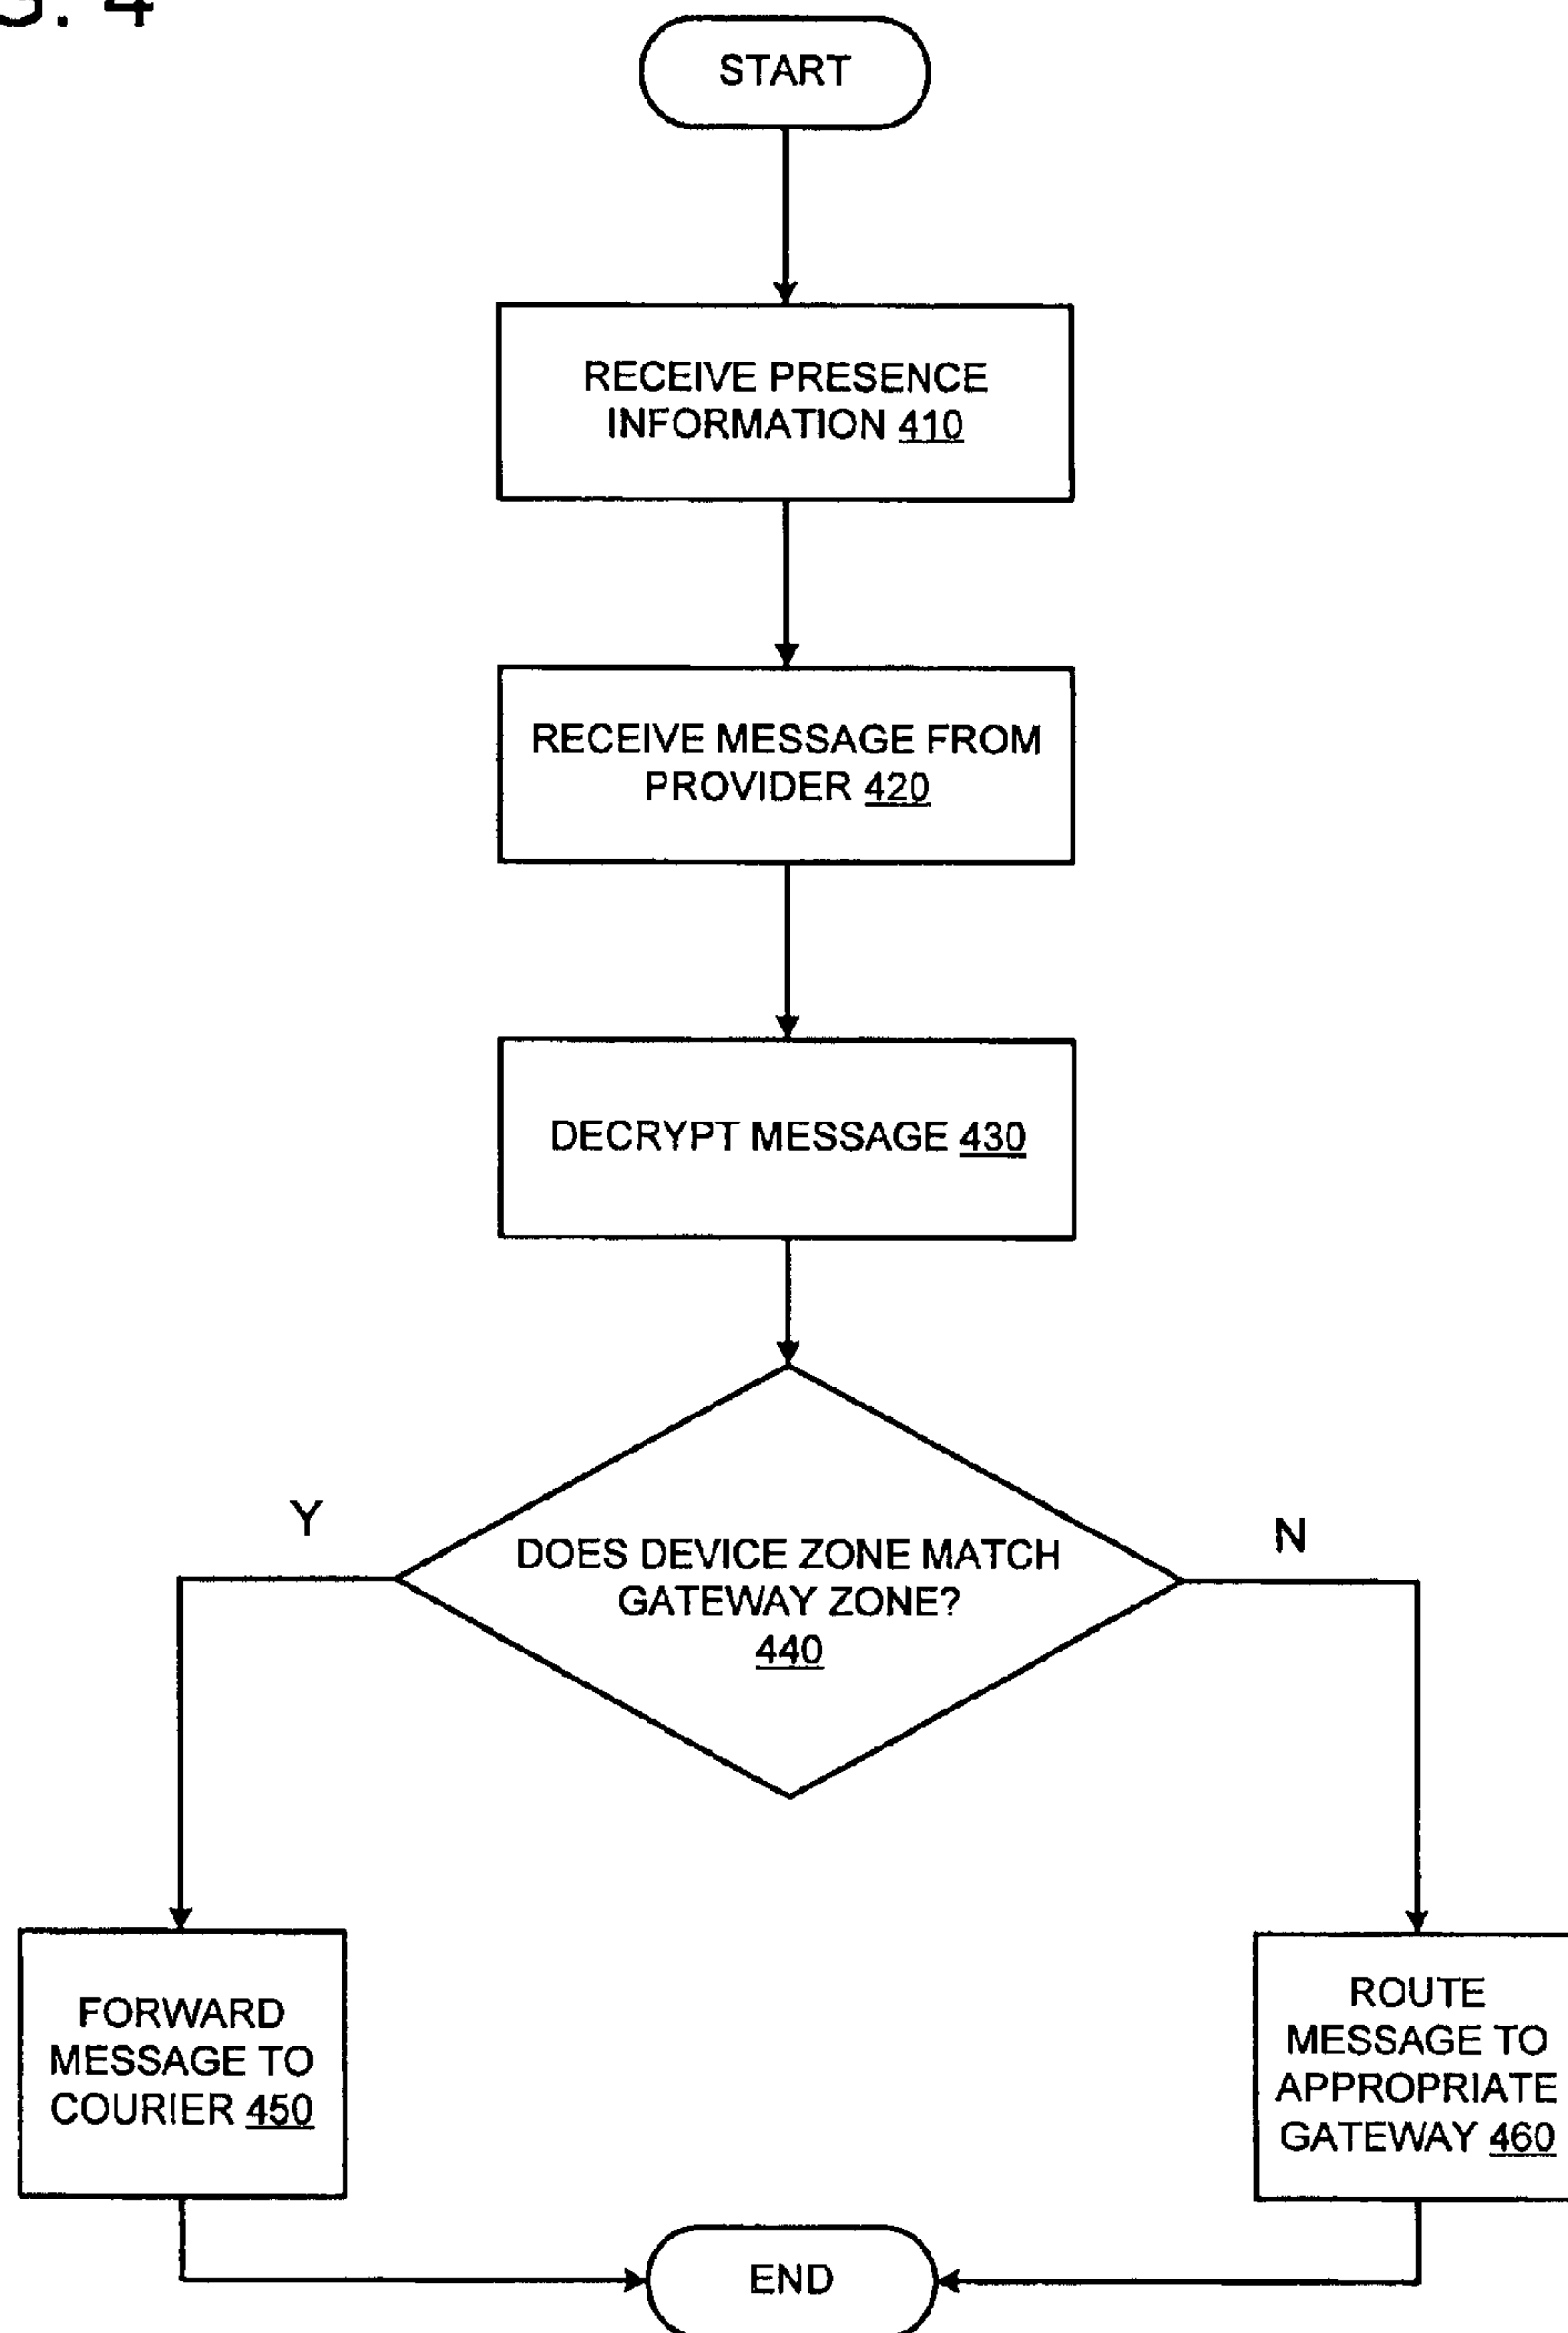 G. 4
START
RECEIVE PRESENCE
INFORMATION 410
RECEIVE MESSAGE FROM
PROVIDER 420
DECRYPT MESSAGE 430
DOES DEVICE ZONE MATCH
GATEWAY ZONE?
440
Y
N
FORWARD
MESSAGE TO
COURIER 450
ROUTE
MESSAGE TO
APPROPRIATE
GATEWAY 460
END